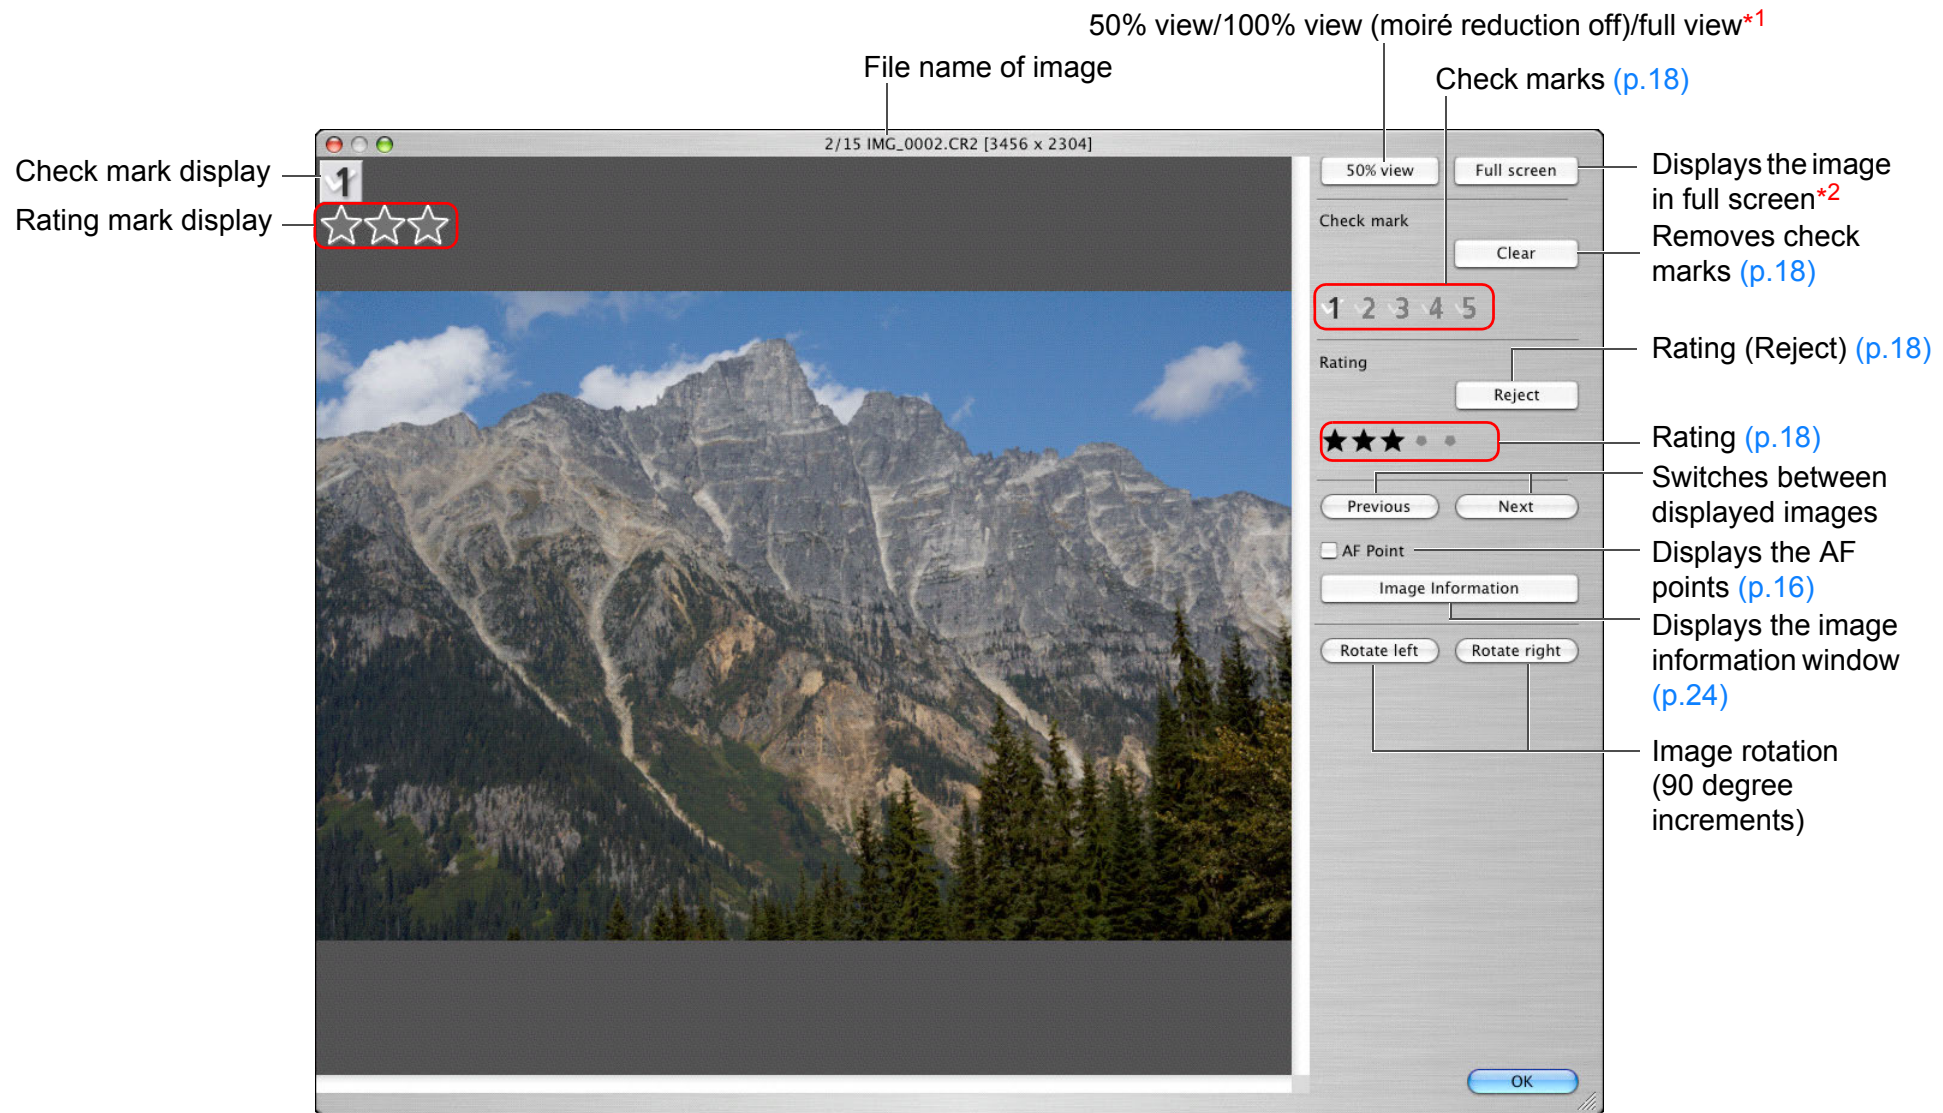 50% view/100% view (moiré reduction off)/full view*1
File name of image
Check marks (p.18)
2/15 IMG_0002.CR2 [3456 x 2304]
Check mark display
1
Rating mark display
50% view
Full screen
Displays the image
in full screen*2
Check mark
Clear
Removes check
marks (p.18)
1 2 3 4 5
Rating
Rating (Reject) (p.18)
Reject
Rating (p.18)
Switches between
displayed images
Previous
Next
AF Point
Displays the AF
points (p.16)
Image Information
Displays the image
information window
(p.24)
Rotate left
Rotate right
Image rotation
(90 degree
increments)
OK